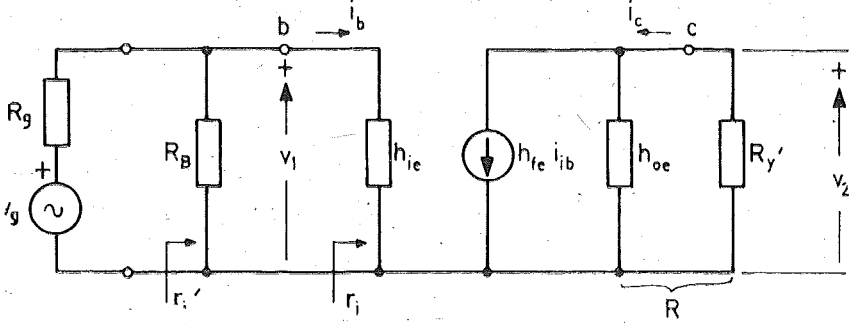 i_b
i_c
b
c
+
+
R_g
+
/g
R_B
v_1
h_ie
h_fe i_ib
h_oe
R_y'
v_2
r_i'
r_i
R